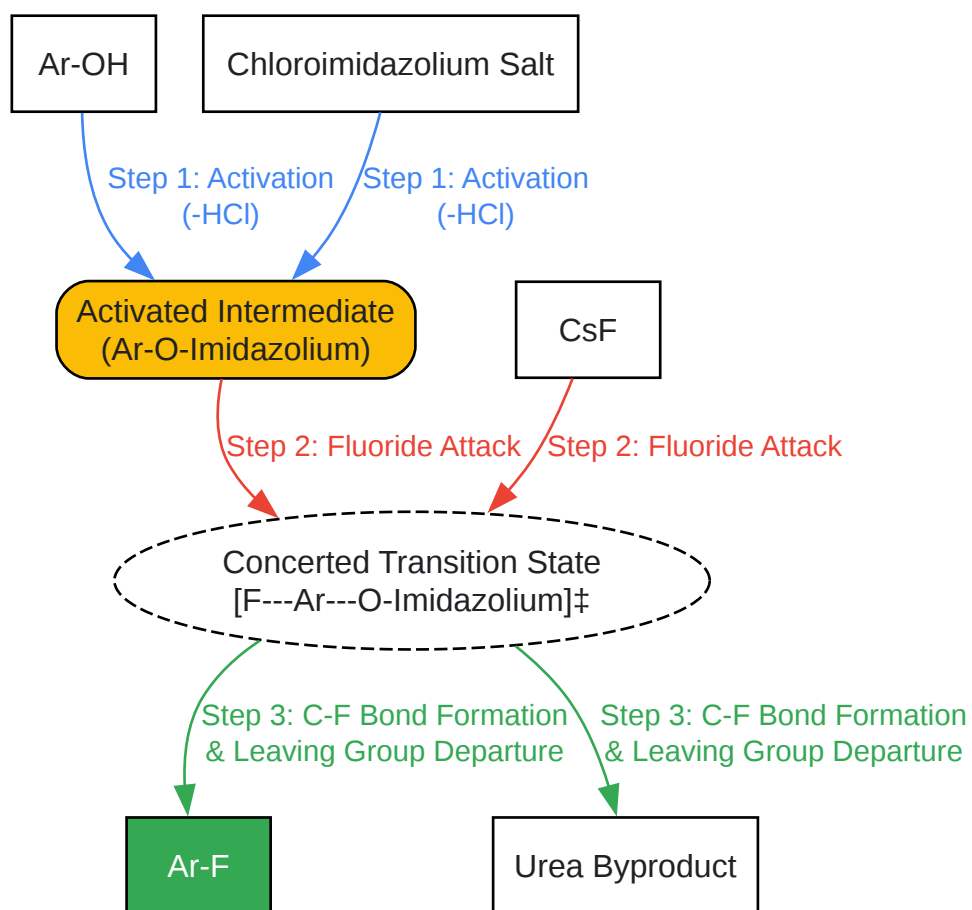 Ar-OH
Chloroimidazolium Salt
Step 1: Activation
(-HCl)
Step 1: Activation
(-HCl)
Activated Intermediate
(Ar-O-Imidazolium)
CsF
Step 2: Fluoride Attack
Step 2: Fluoride Attack
Concerted Transition State
[F---Ar---O-Imidazolium]‡
Step 3: C-F Bond Formation
& Leaving Group Departure
Step 3: C-F Bond Formation
& Leaving Group Departure
Ar-F
Urea Byproduct